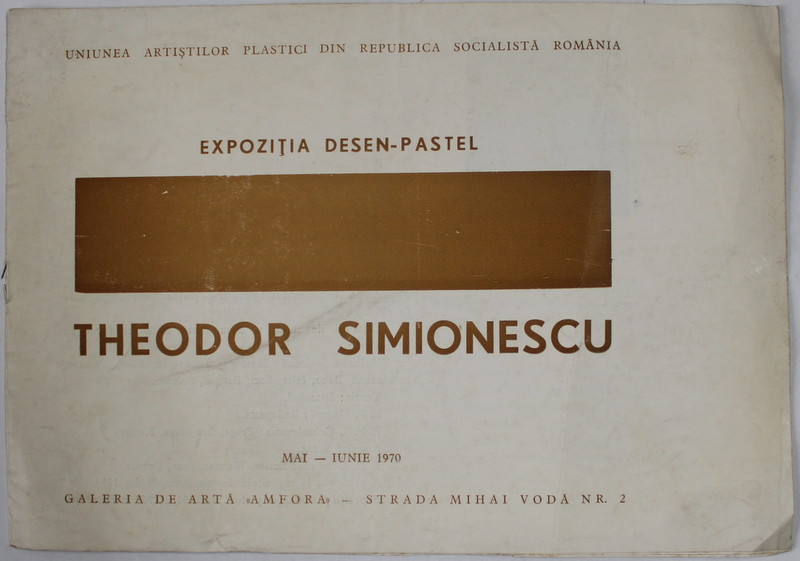 UNIUNEA ARTIȘTILOR PLASTICI DIN REPUBLICA SOCIALISTĂ ROMÂNIA
EXPOZIŢIA DESEN-PASTEL
THEODOR SIMIONESCU
MAI — IUNIE 1970
GALERIA DE ARTĂ «AMFORA» — STRADA MIHAI VODĂ NR. 2